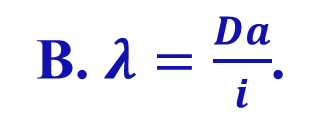 B. λ = Da/i.